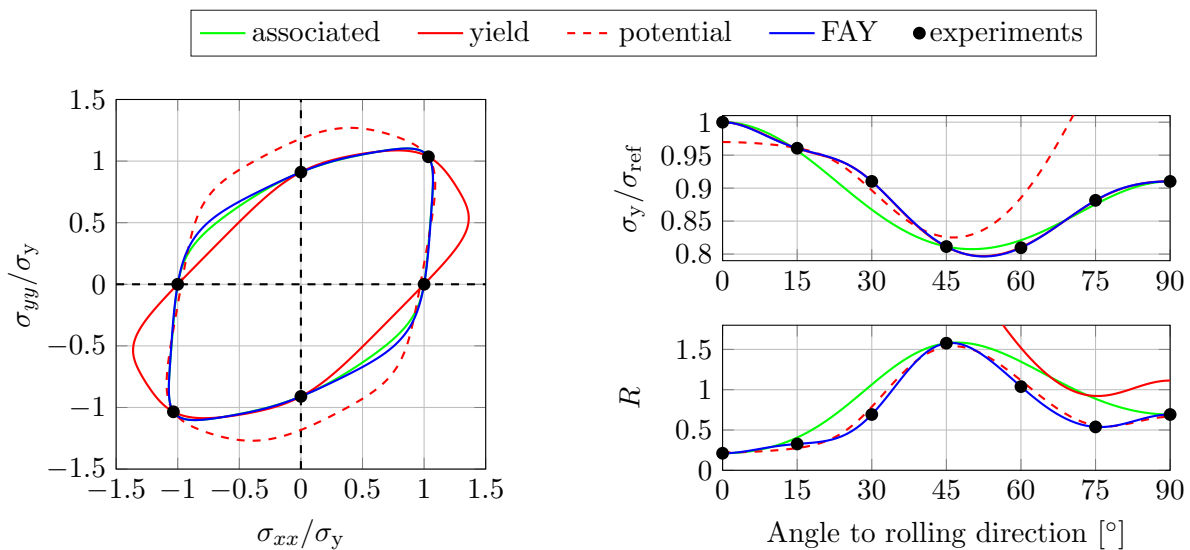 associated yield potential FAY experiments
1.5
1
0.5
0
−0.5
−1
−1.5
−1.5 −1 −0.5 0 0.5 1 1.5
σyy/σy
σxx/σy
1
0.95
0.9
0.85
0.8
0 15 30 45 60 75 90
σy/σref
1.5
1
0.5
0
0 15 30 45 60 75 90
R
Angle to rolling direction [°]